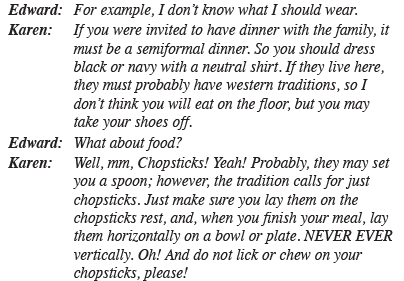 Edward: For example, I don't know what I should wear.
Karen: If you were invited to have dinner with the family, it
must be a semiformal dinner. So you should dress
black or navy with a neutral shirt. If they live here,
they must probably have western traditions, so I
don't think you will eat on the floor, but you may
take your shoes off.
Edward: What about food?
Karen: Well, mm, Chopsticks! Yeah! Probably, they may set
you a spoon; however, the tradition calls for just
chopsticks. Just make sure you lay them on the
chopsticks rest, and, when you finish your meal, lay
them horizontally on a bowl or plate. NEVER EVER
vertically. Oh! And do not lick or chew on your
chopsticks, please!